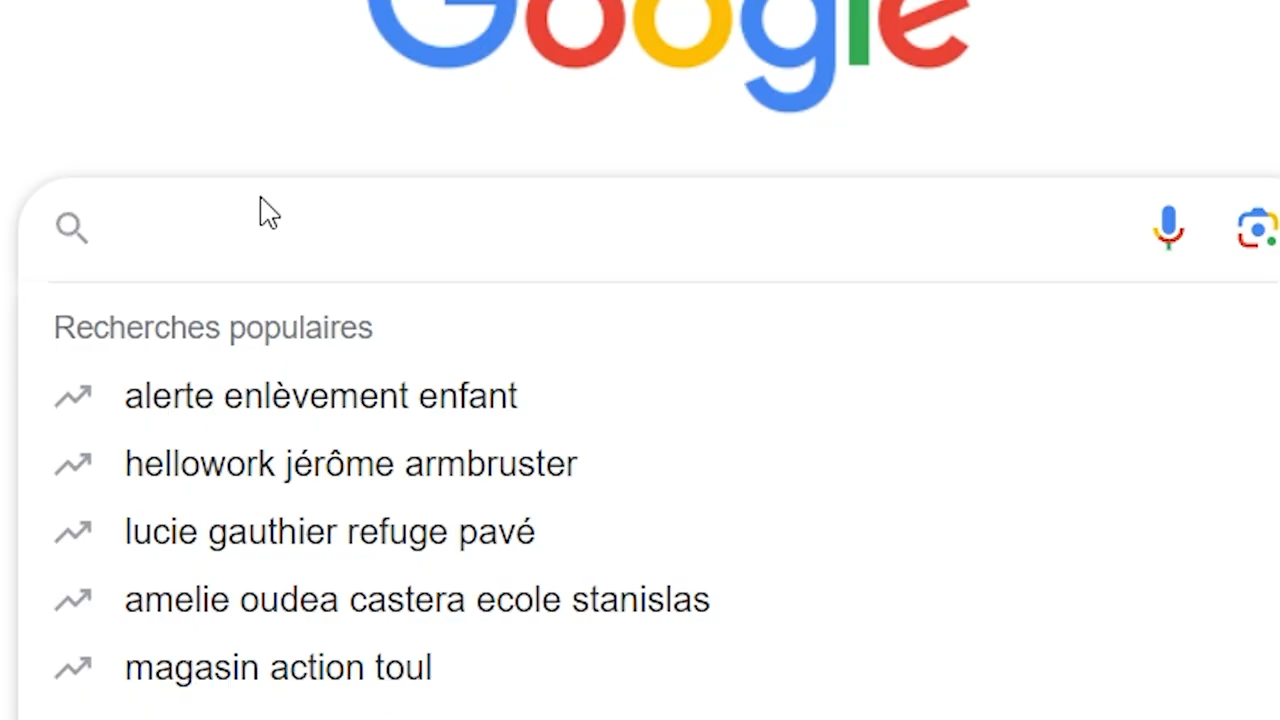 Google
Recherches populaires
alerte enlèvement enfant
hellowork jérôme armbruster
lucie gauthier refuge pavé
amelie oudea castera ecole stanislas
magasin action toul